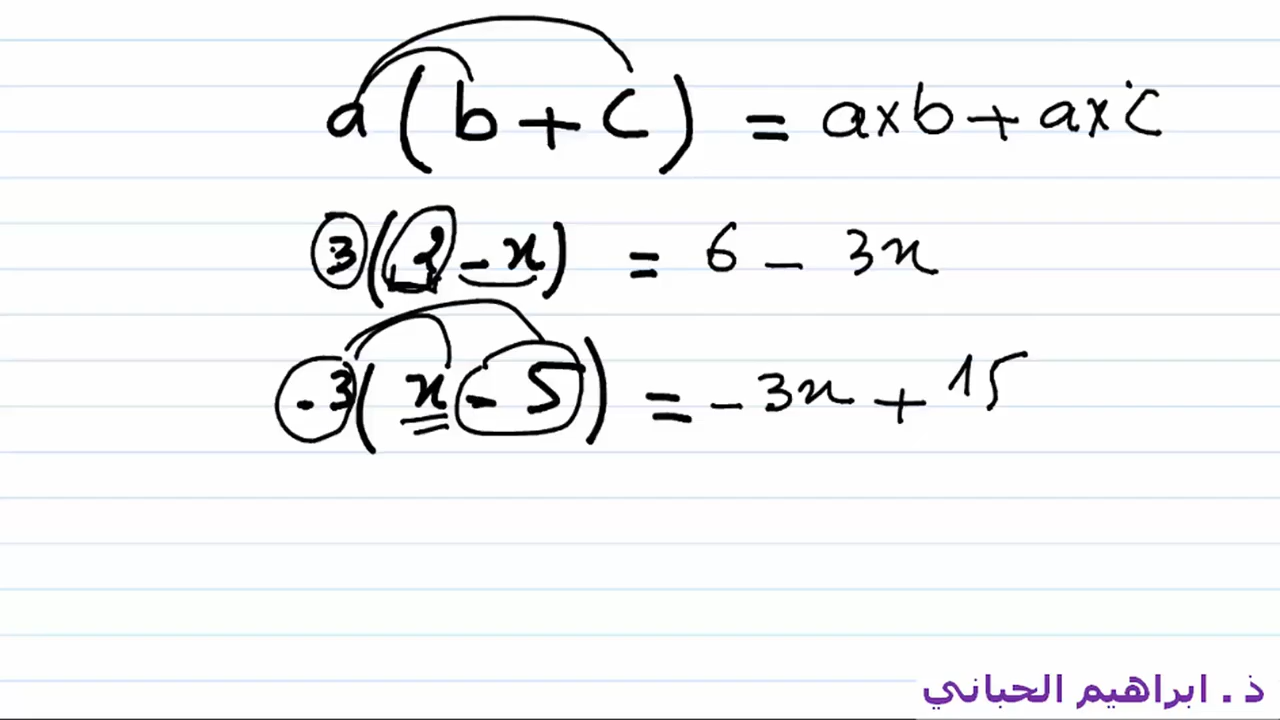 a(b+c) = a×b+a×c
3(2-x) = 6-3x
-3(x-5) = -3x+15
ذ . ابراهيم الحباني